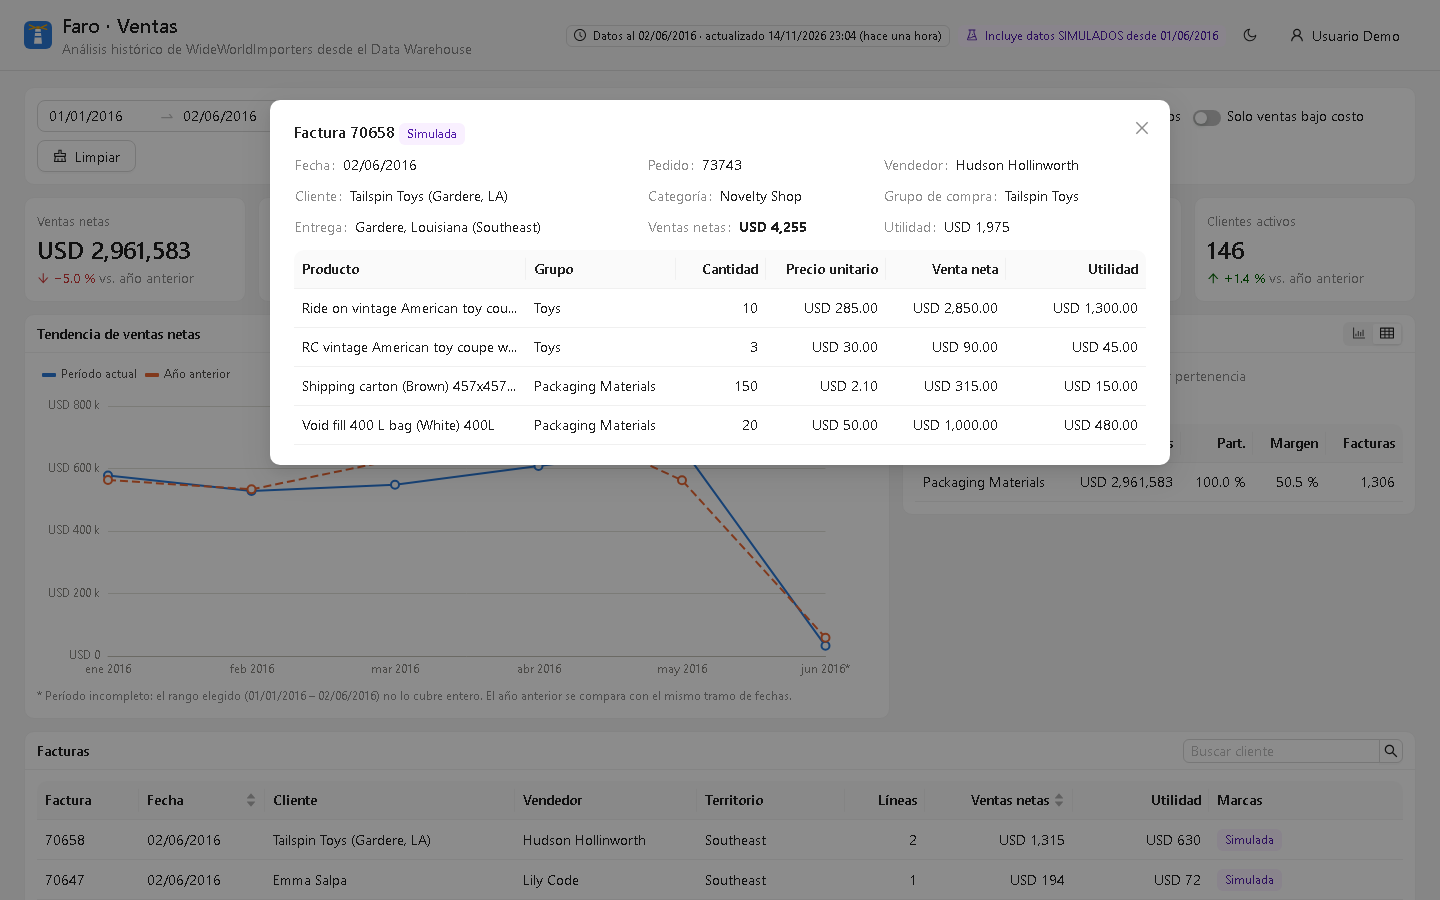 Faro · Ventas
Análisis histórico de WideWorldImporters desde el Data Warehouse
Datos al 02/06/2016 · actualizado 14/11/2026 23:04 (hace una hora)
Incluye datos SIMULADOS desde 01/06/2016
Usuario Demo
01/01/2016 → 02/06/2016
Solo ventas bajo costo
Limpiar
Factura 70658 Simulada
Fecha: 02/06/2016 Pedido: 73743 Vendedor: Hudson Hollinworth
Cliente: Tailspin Toys (Gardere, LA) Categoría: Novelty Shop Grupo de compra: Tailspin Toys
Entrega: Gardere, Louisiana (Southeast) Ventas netas: USD 4,255 Utilidad: USD 1,975
Producto Grupo Cantidad Precio unitario Venta neta Utilidad
Ride on vintage American toy cou... Toys 10 USD 285.00 USD 2,850.00 USD 1,300.00
RC vintage American toy coupe w... Toys 3 USD 30.00 USD 90.00 USD 45.00
Shipping carton (Brown) 457x457... Packaging Materials 150 USD 2.10 USD 315.00 USD 150.00
Void fill 400 L bag (White) 400L Packaging Materials 20 USD 50.00 USD 1,000.00 USD 480.00
Ventas netas
USD 2,961,583
↓ −5.0 % vs. año anterior
Clientes activos
146
↑ +1.4 % vs. año anterior
Tendencia de ventas netas
Período actual Año anterior
USD 800 k
USD 600 k
USD 400 k
USD 200 k
USD 0
ene 2016 feb 2016 mar 2016 abr 2016 may 2016 jun 2016*
* Período incompleto: el rango elegido (01/01/2016 – 02/06/2016) no lo cubre entero. El año anterior se compara con el mismo tramo de fechas.
pertenencia
Part. Margen Facturas
Packaging Materials USD 2,961,583 100.0 % 50.5 % 1,306
Facturas
Buscar cliente
Factura Fecha Cliente Vendedor Territorio Líneas Ventas netas Utilidad Marcas
70658 02/06/2016 Tailspin Toys (Gardere, LA) Hudson Hollinworth Southeast 2 USD 1,315 USD 630 Simulada
70647 02/06/2016 Emma Salpa Lily Code Southeast 1 USD 194 USD 72 Simulada